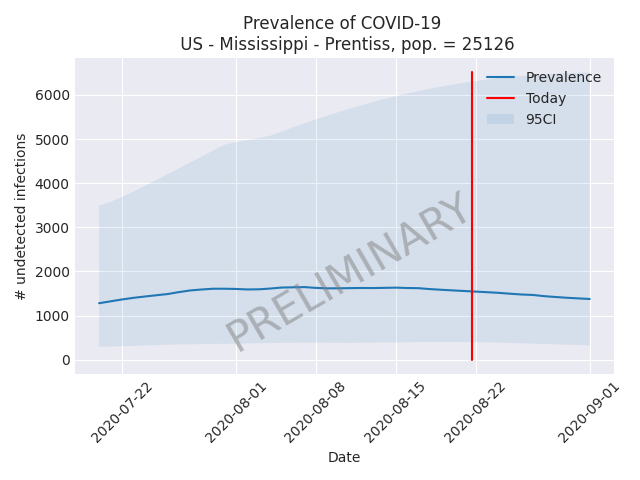 Prevalence of COVID-19
US - Mississippi - Prentiss, pop. = 25126
Prevalence
Today
95CI
6000
5000
4000
3000
2000
1000
0
# undetected infections
PRELIMINARY
2020-07-22
2020-08-01
2020-08-08
2020-08-15
2020-08-22
2020-09-01
Date